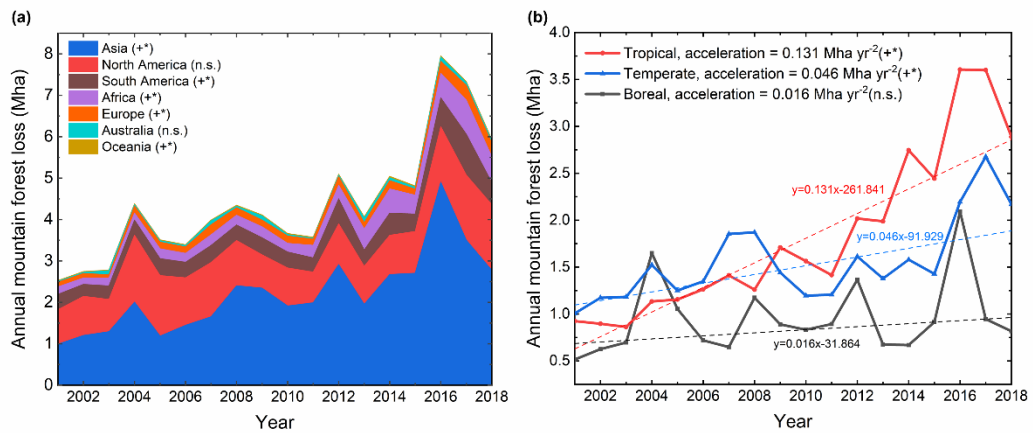 (a)
Annual mountain forest loss (Mha)
8
7
6
5
4
3
2
1
0
Asia (+*)
North America (n.s.)
South America (+*)
Africa (+*)
Europe (+*)
Australia (n.s.)
Oceania (+*)
2002 2004 2006 2008 2010 2012 2014 2016 2018
Year
(b)
Annual mountain forest loss (Mha)
4.0
3.5
3.0
2.5
2.0
1.5
1.0
0.5
Tropical, acceleration = 0.131 Mha yr-2(+*)
Temperate, acceleration = 0.046 Mha yr-2(+*)
Boreal, acceleration = 0.016 Mha yr-2(n.s.)
y=0.131x-261.841
y=0.046x-91.929
y=0.016x-31.864
2002 2004 2006 2008 2010 2012 2014 2016 2018
Year